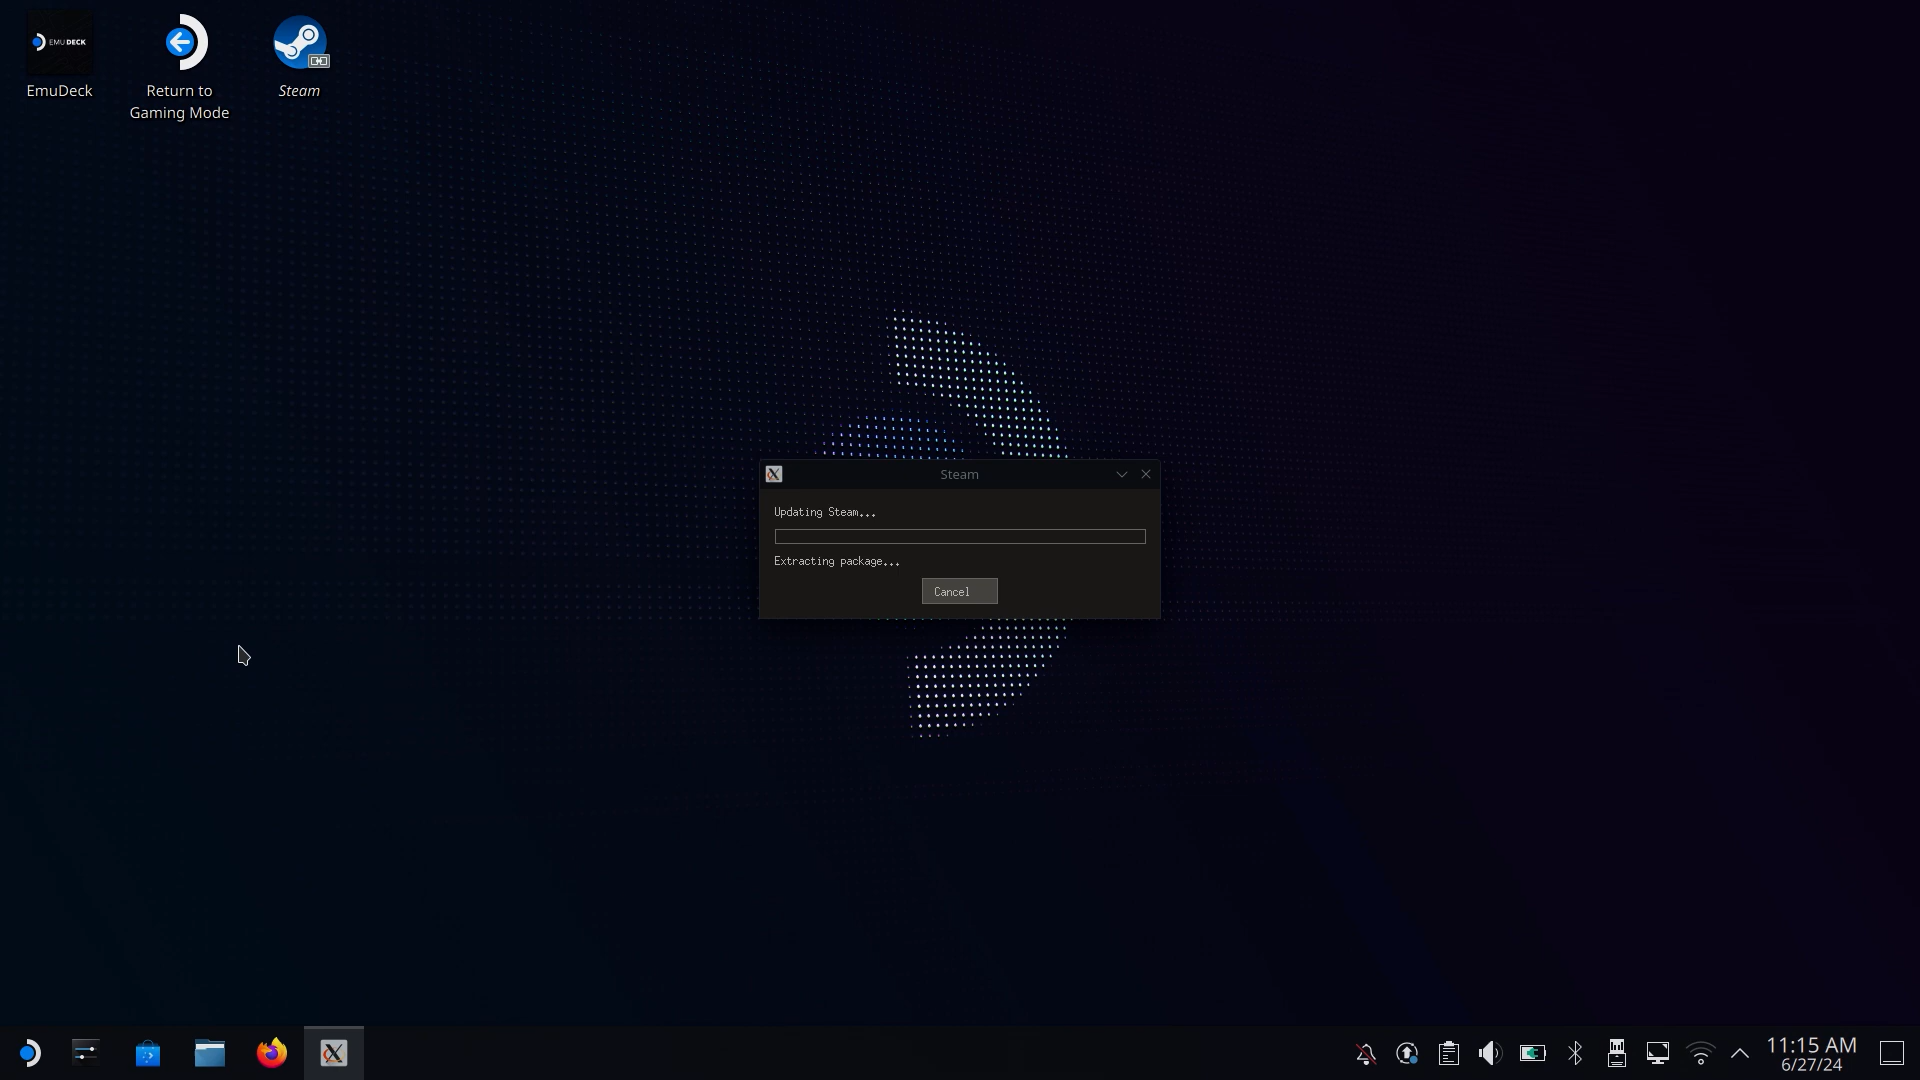 EMUDECK
EmuDeck
Return to
Gaming Mode
Steam
Steam
Updating Steam...
Extracting package...
Cancel
11:15 AM
6/27/24